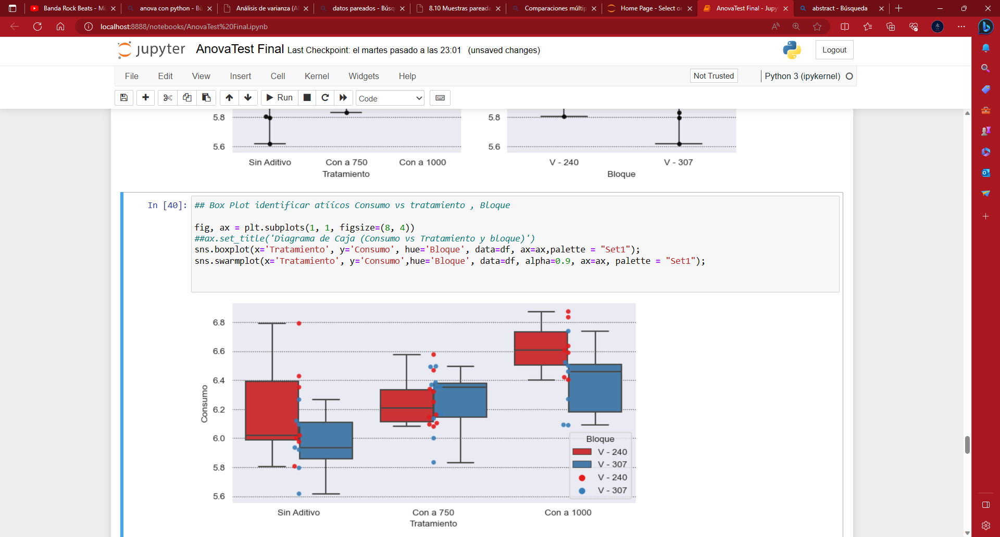 Banda Rock Beats - Mi
anova con python - Bú
Análisis de varianza (A
datos pareados - Búsq
8.10 Muestras pareada
Comparaciones múltip
Home Page - Select or
AnovaTest Final - Jupy
abstract - Búsqueda
localhost:8888/notebooks/AnovaTest%20Final.ipynb
jupyter AnovaTest Final Last Checkpoint: el martes pasado a las 23:01 (unsaved changes)
Logout
File Edit View Insert Cell Kernel Widgets Help
Not Trusted
Python 3 (ipykernel)
Run
Code
5.8
5.6
Sin Aditivo Con a 750 Con a 1000
Tratamiento
5.8
5.6
V - 240 V - 307
Bloque
In [40]:
## Box Plot identificar atíícos Consumo vs tratamiento , Bloque
fig, ax = plt.subplots(1, 1, figsize=(8, 4))
##ax.set_title('Diagrama de Caja (Consumo vs Tratamiento y bloque)')
sns.boxplot(x='Tratamiento', y='Consumo', hue='Bloque', data=df, ax=ax,palette = "Set1");
sns.swarmplot(x='Tratamiento', y='Consumo',hue='Bloque', data=df, alpha=0.9, ax=ax, palette = "Set1");
6.8
6.6
6.4
6.2
6.0
5.8
5.6
Consumo
Bloque
V - 240
V - 307
V - 240
V - 307
Sin Aditivo Con a 750 Con a 1000
Tratamiento